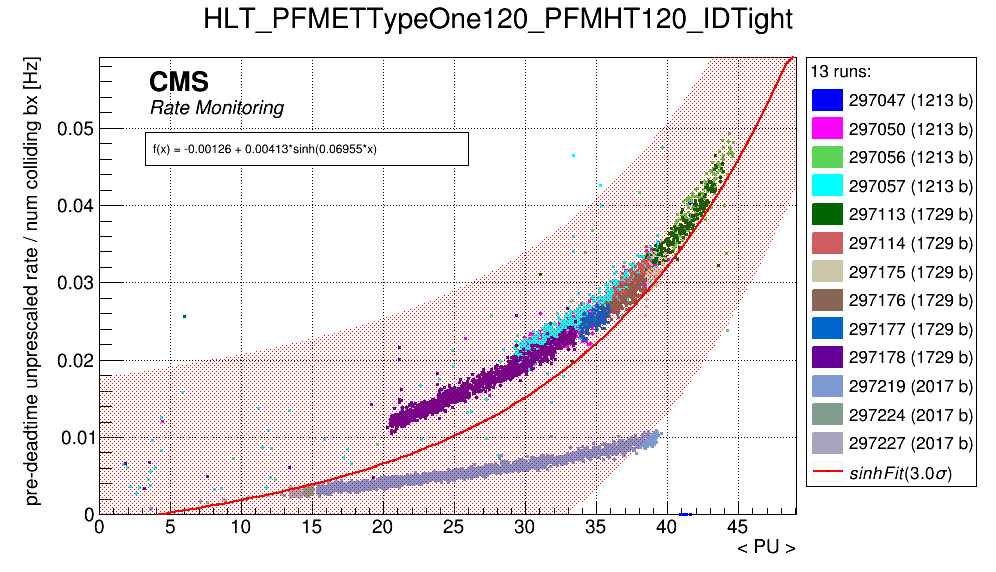 HLT_PFMETTypeOne120_PFMHT120_IDTight
pre-deadtime unprescaled rate / num colliding bx [Hz]
CMS
Rate Monitoring
f(x) = -0.00126 + 0.00413*sinh(0.06955*x)
0.05
0.04
0.03
0.02
0.01
0
0 5 10 15 20 25 30 35 40 45
< PU >
13 runs:
297047 (1213 b)
297050 (1213 b)
297056 (1213 b)
297057 (1213 b)
297113 (1729 b)
297114 (1729 b)
297175 (1729 b)
297176 (1729 b)
297177 (1729 b)
297178 (1729 b)
297219 (2017 b)
297224 (2017 b)
297227 (2017 b)
sinhFit(3.0σ)